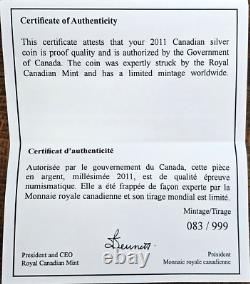 Certificate of Authenticity
This certificate attests that your 2011 Canadian silver
coin is proof quality and is authorized by the Government
of Canada. The coin was expertly struck by the Royal
Canadian Mint and has a limited mintage worldwide.
Certificat d'authenticité
Autorisée par le gouvernement du Canada, cette pièce
en argent, millésimée 2011, est de qualité épreuve
numismatique. Elle a été frappée de façon experte par la
Monnaie royale canadienne et son tirage mondial est limité.
Mintage/Tirage
083 / 999
President and CEO
Royal Canadian Mint
Président
Monnaie royale canadienne